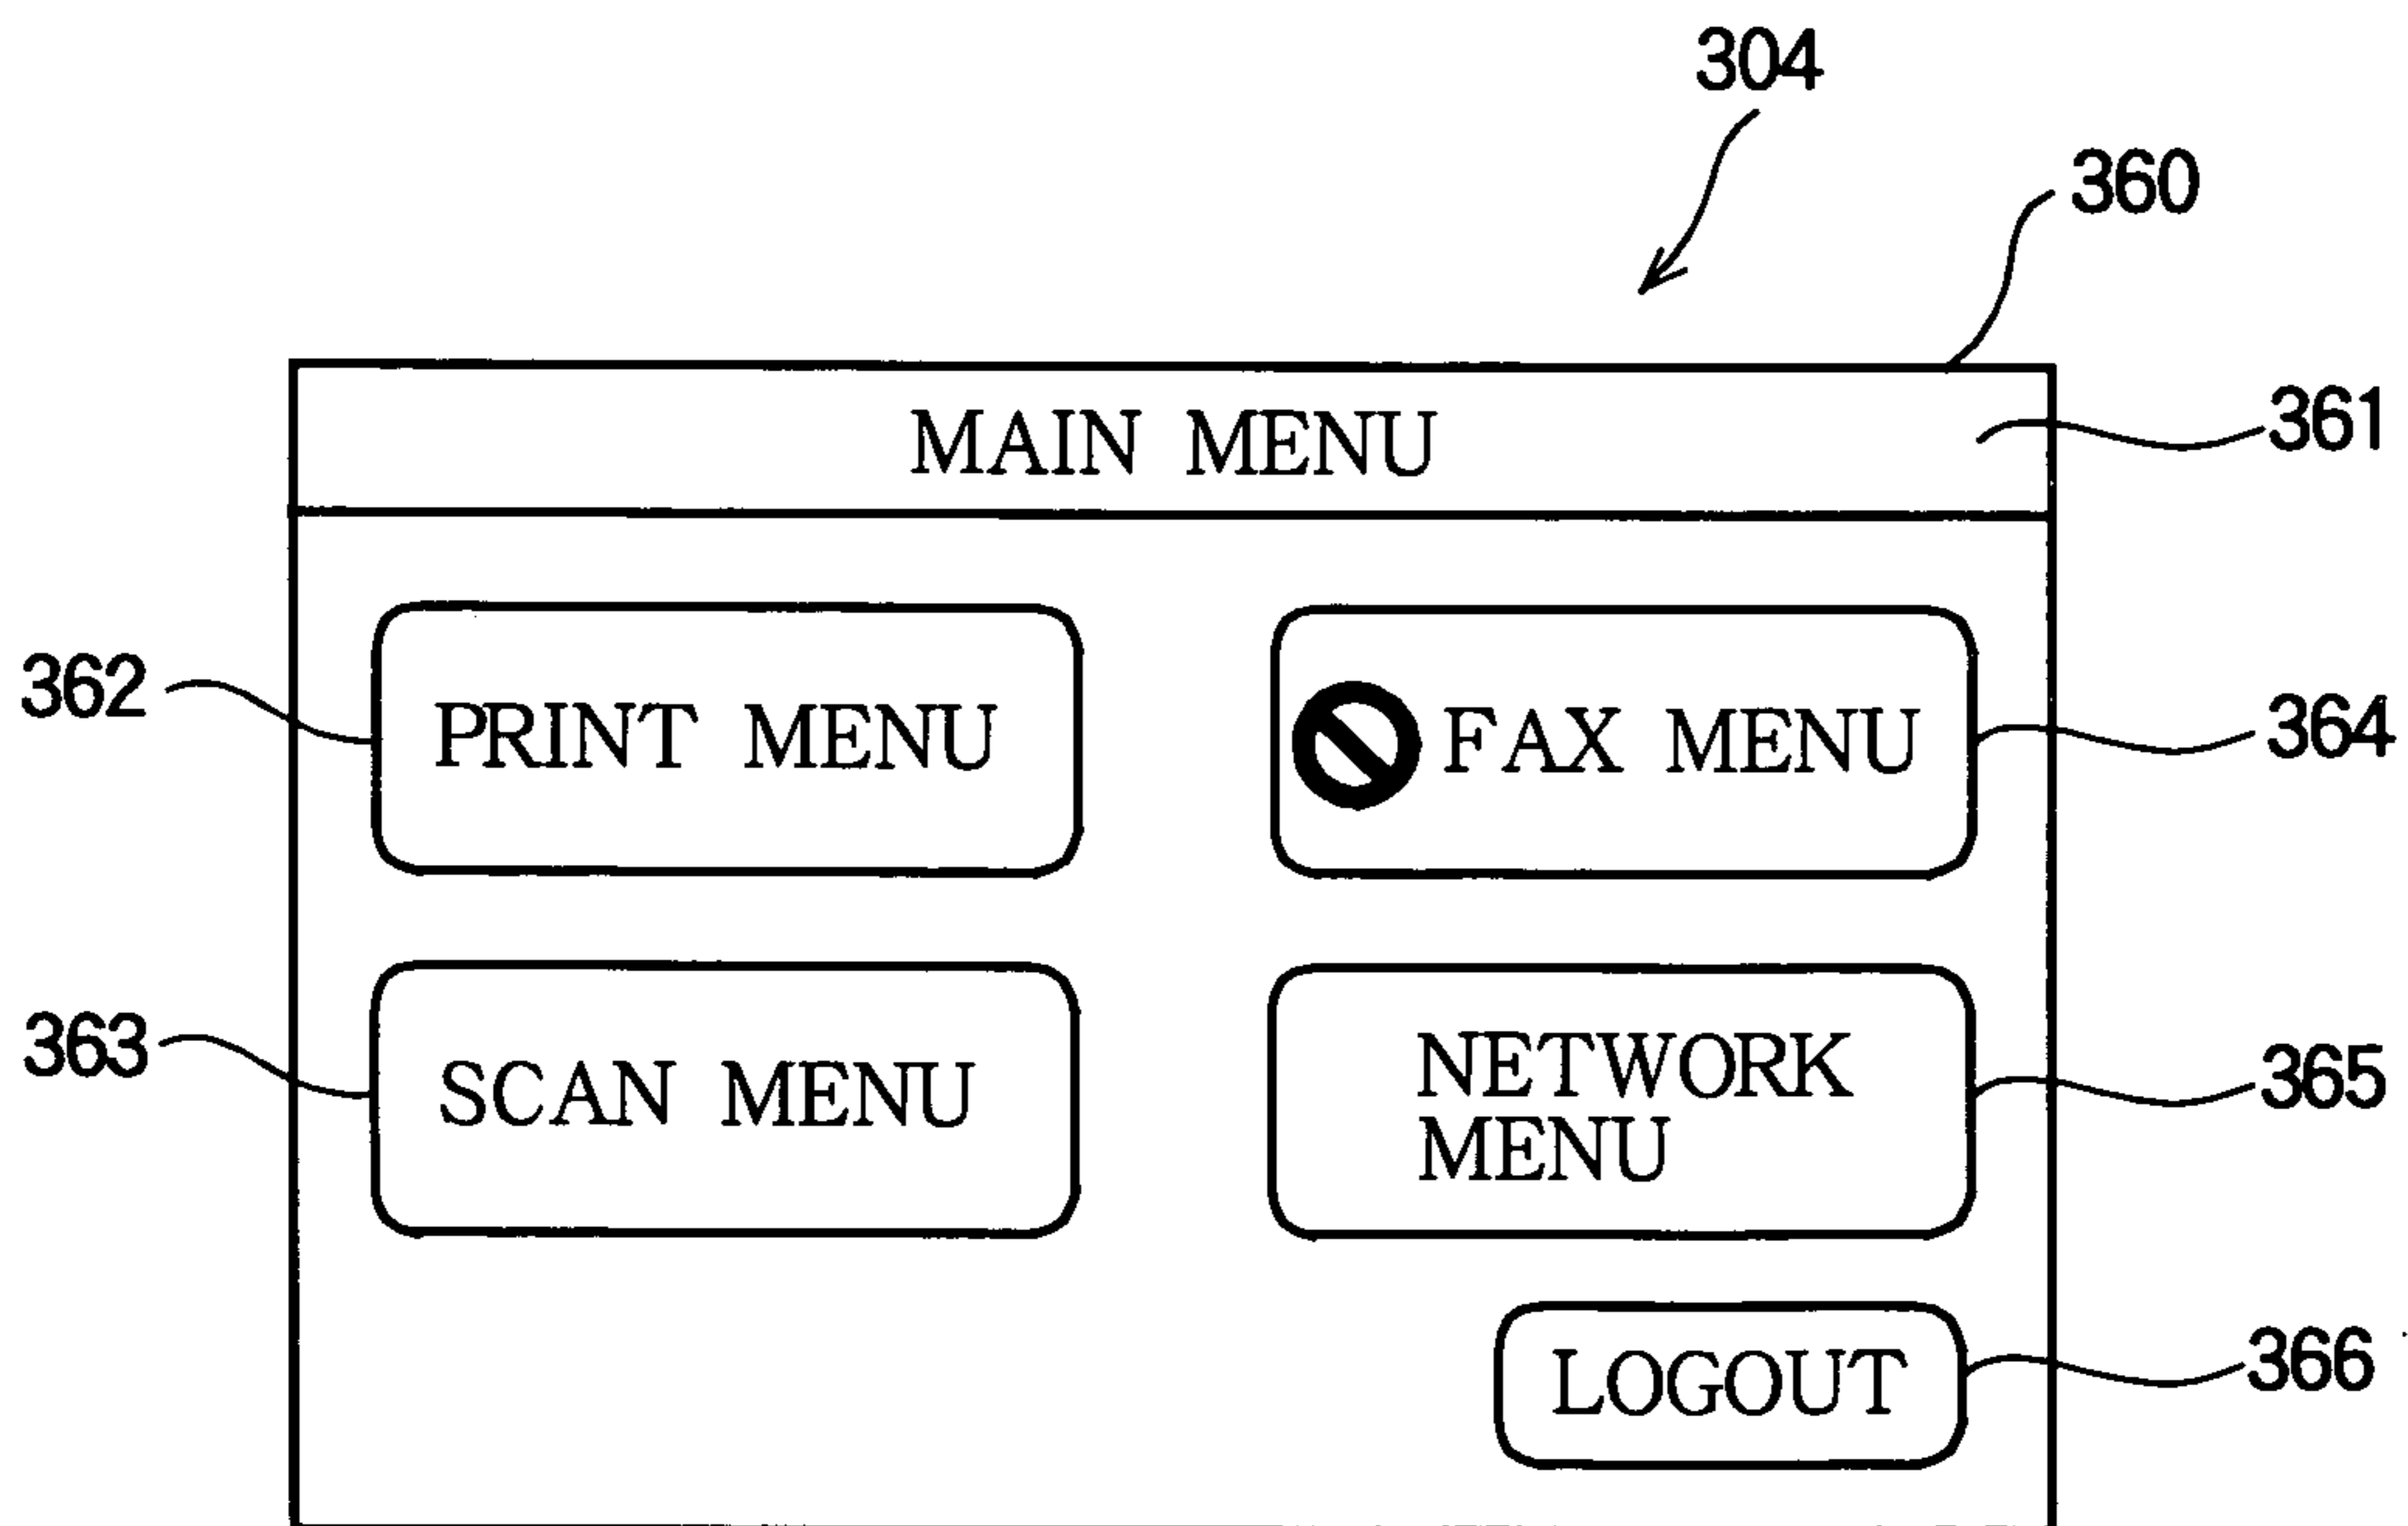 304
360
MAIN MENU
361
362
PRINT MENU
FAX MENU
364
363
SCAN MENU
NETWORK
MENU
365
LOGOUT
366